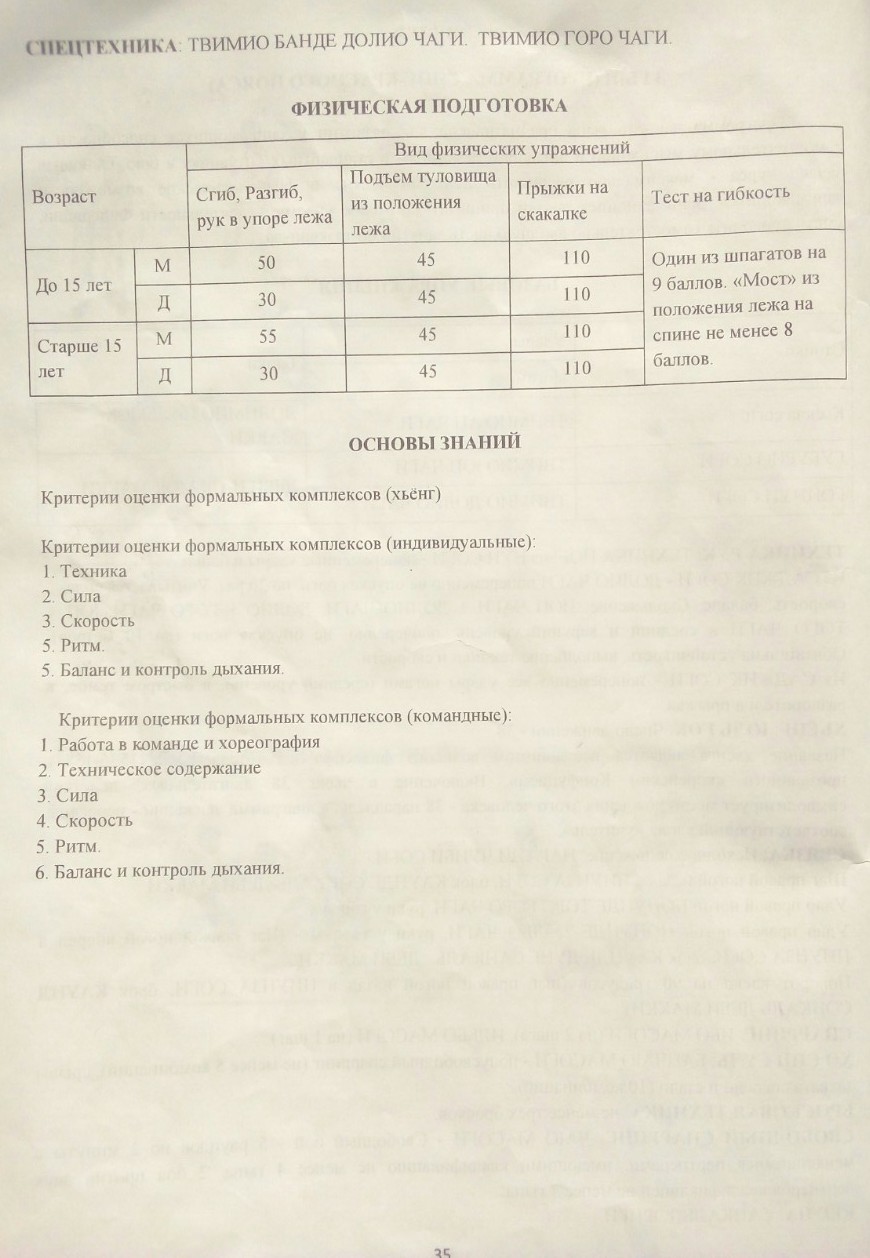 СПЕЦТЕХНИКА: ТВИМИО БАНДЕ ДОЛИО ЧАГИ. ТВИМИО ГОРО ЧАГИ.
ФИЗИЧЕСКАЯ ПОДГОТОВКА
Возраст
Вид физических упражнений
Сгиб, Разгиб,
рук в упоре лежа
Подъем туловища
из положения
лежа
Прыжки на
скакалке
Тест на гибкость
До 15 лет
М 50 45 110
Д 30 45 110
Старше 15
лет
М 55 45 110
Д 30 45 110
Один из шпагатов на
9 баллов. «Мост» из
положения лежа на
спине не менее 8
баллов.
ОСНОВЫ ЗНАНИЙ
Критерии оценки формальных комплексов (хьёнг)
Критерии оценки формальных комплексов (индивидуальные):
1. Техника
2. Сила
3. Скорость
5. Ритм.
5. Баланс и контроль дыхания.
Критерии оценки формальных комплексов (командные):
1. Работа в команде и хореография
2. Техническое содержание
3. Сила
4. Скорость
5. Ритм.
6. Баланс и контроль дыхания.
35